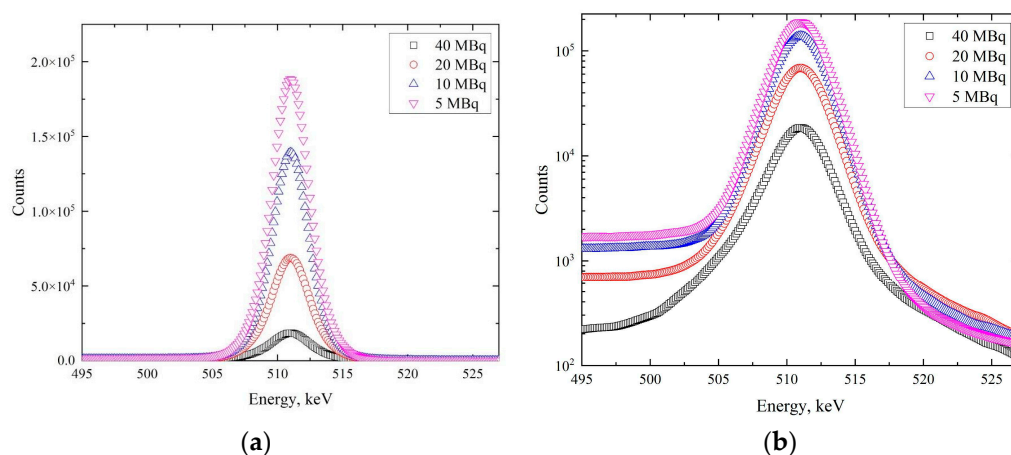 2.0×10⁵
1.5×10⁵
1.0×10⁵
5.0×10⁴
0.0
Counts
495 500 505 510 515 520 525
Energy, keV
40 MBq
20 MBq
10 MBq
5 MBq
(a)
10⁵
10⁴
10³
10²
Counts
495 500 505 510 515 520 525
Energy, keV
40 MBq
20 MBq
10 MBq
5 MBq
(b)